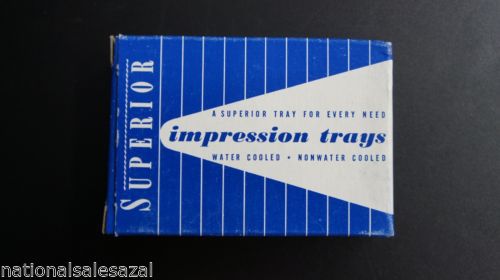 SUPERIOR
A SUPERIOR TRAY FOR EVERY NEED
impression trays
WATER COOLED • NONWATER COOLED
nationalsalesazal